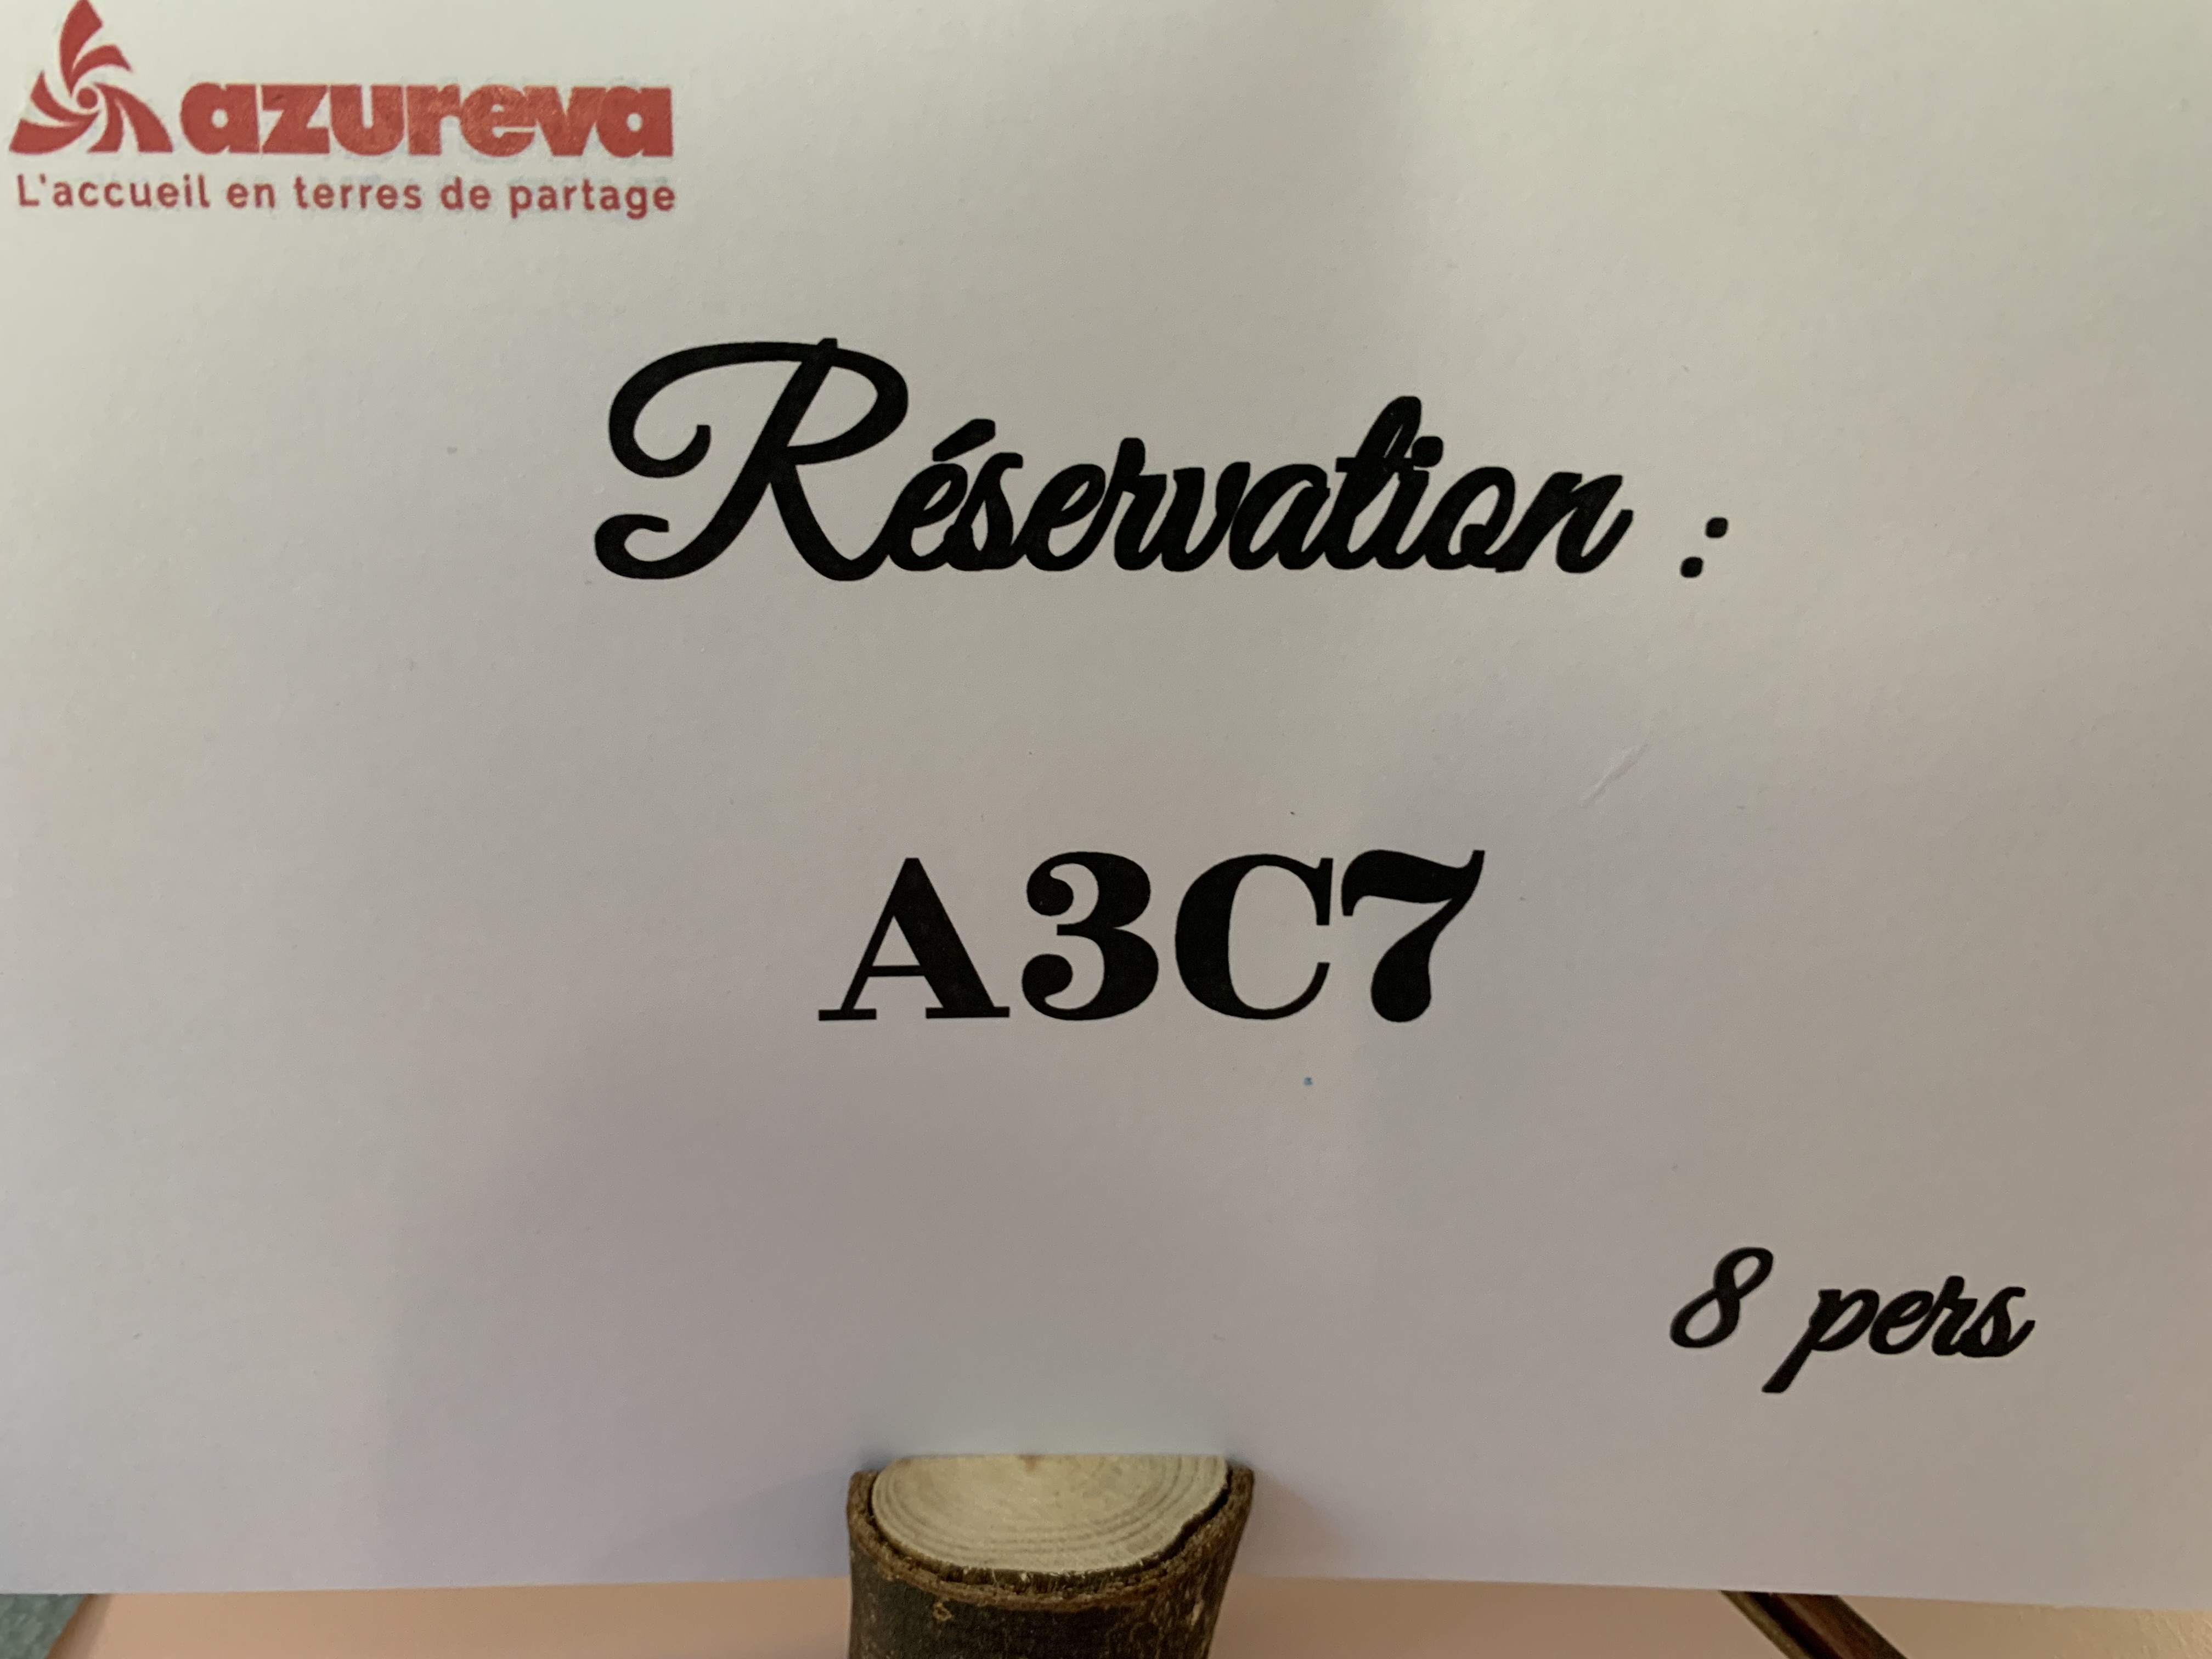 azureva
L'accueil en terres de partage
Réservation :
A3C7
8 pers